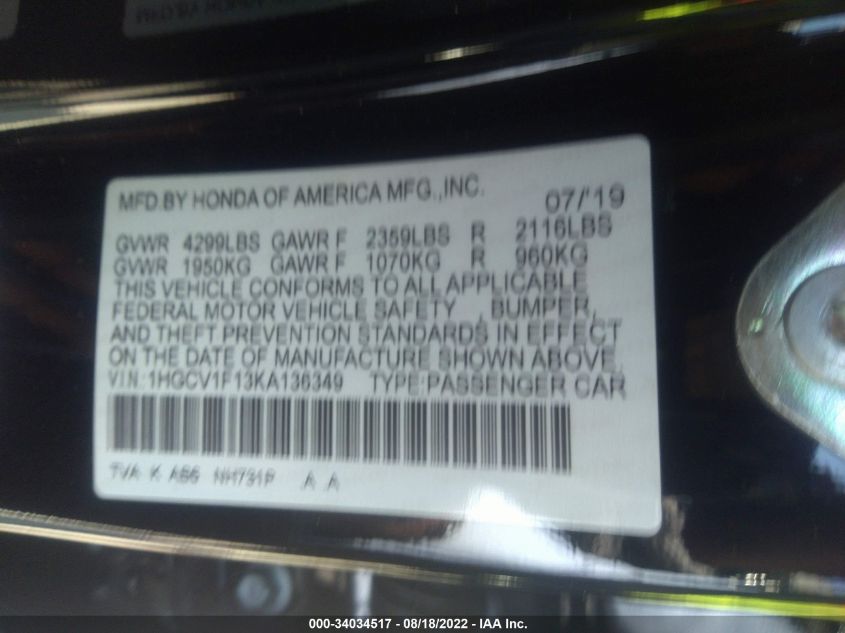 MFD.BY HONDA OF AMERICA MFG.,INC. 07/'19
GVWR 4299LBS GAWR F 2359LBS R 2116LBS
GVWR 1950KG GAWR F 1070KG R 960KG
THIS VEHICLE CONFORMS TO ALL APPLICABLE
FEDERAL MOTOR VEHICLE SAFETY , BUMPER,
AND THEFT PREVENTION STANDARDS IN EFFECT
ON THE DATE OF MANUFACTURE SHOWN ABOVE.
VIN:1HGCV1F13KA136349 TYPE:PASSENGER CAR
TVA K NH731P A A
000-34034517 - 08/18/2022 - IAA Inc.